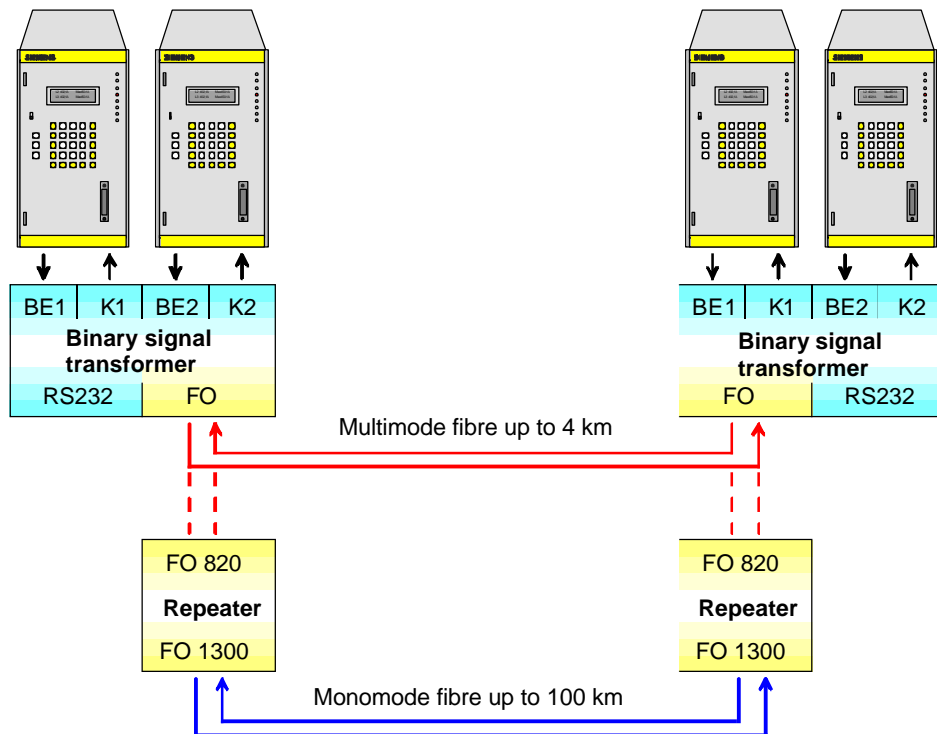 BE1 K1 BE2 K2
Binary signal
transformer
RS232 FO
BE1 K1 BE2 K2
Binary signal
transformer
FO RS232
Multimode fibre up to 4 km
FO 820
Repeater
FO 1300
FO 820
Repeater
FO 1300
Monomode fibre up to 100 km